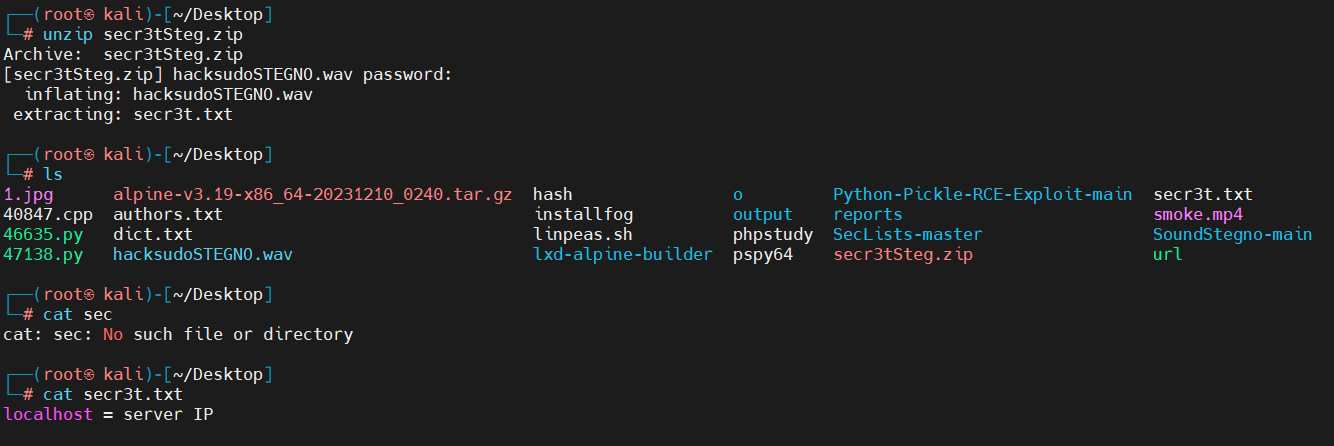 ┌──(root㉿ kali)-[~/Desktop]
└─# unzip secr3tSteg.zip
Archive:  secr3tSteg.zip
[secr3tSteg.zip] hacksudoSTEGNO.wav password:
  inflating: hacksudoSTEGNO.wav
 extracting: secr3t.txt
┌──(root㉿ kali)-[~/Desktop]
└─# ls
1.jpg      alpine-v3.19-x86_64-20231210_0240.tar.gz  hash               o         Python-Pickle-RCE-Exploit-main  secr3t.txt
40847.cpp  authors.txt                               installfog         output    reports                         smoke.mp4
46635.py   dict.txt                                  linpeas.sh         phpstudy  SecLists-master                 SoundStegno-main
47138.py   hacksudoSTEGNO.wav                        lxd-alpine-builder pspy64    secr3tSteg.zip                  url
┌──(root㉿ kali)-[~/Desktop]
└─# cat sec
cat: sec: No such file or directory
┌──(root㉿ kali)-[~/Desktop]
└─# cat secr3t.txt
localhost = server IP